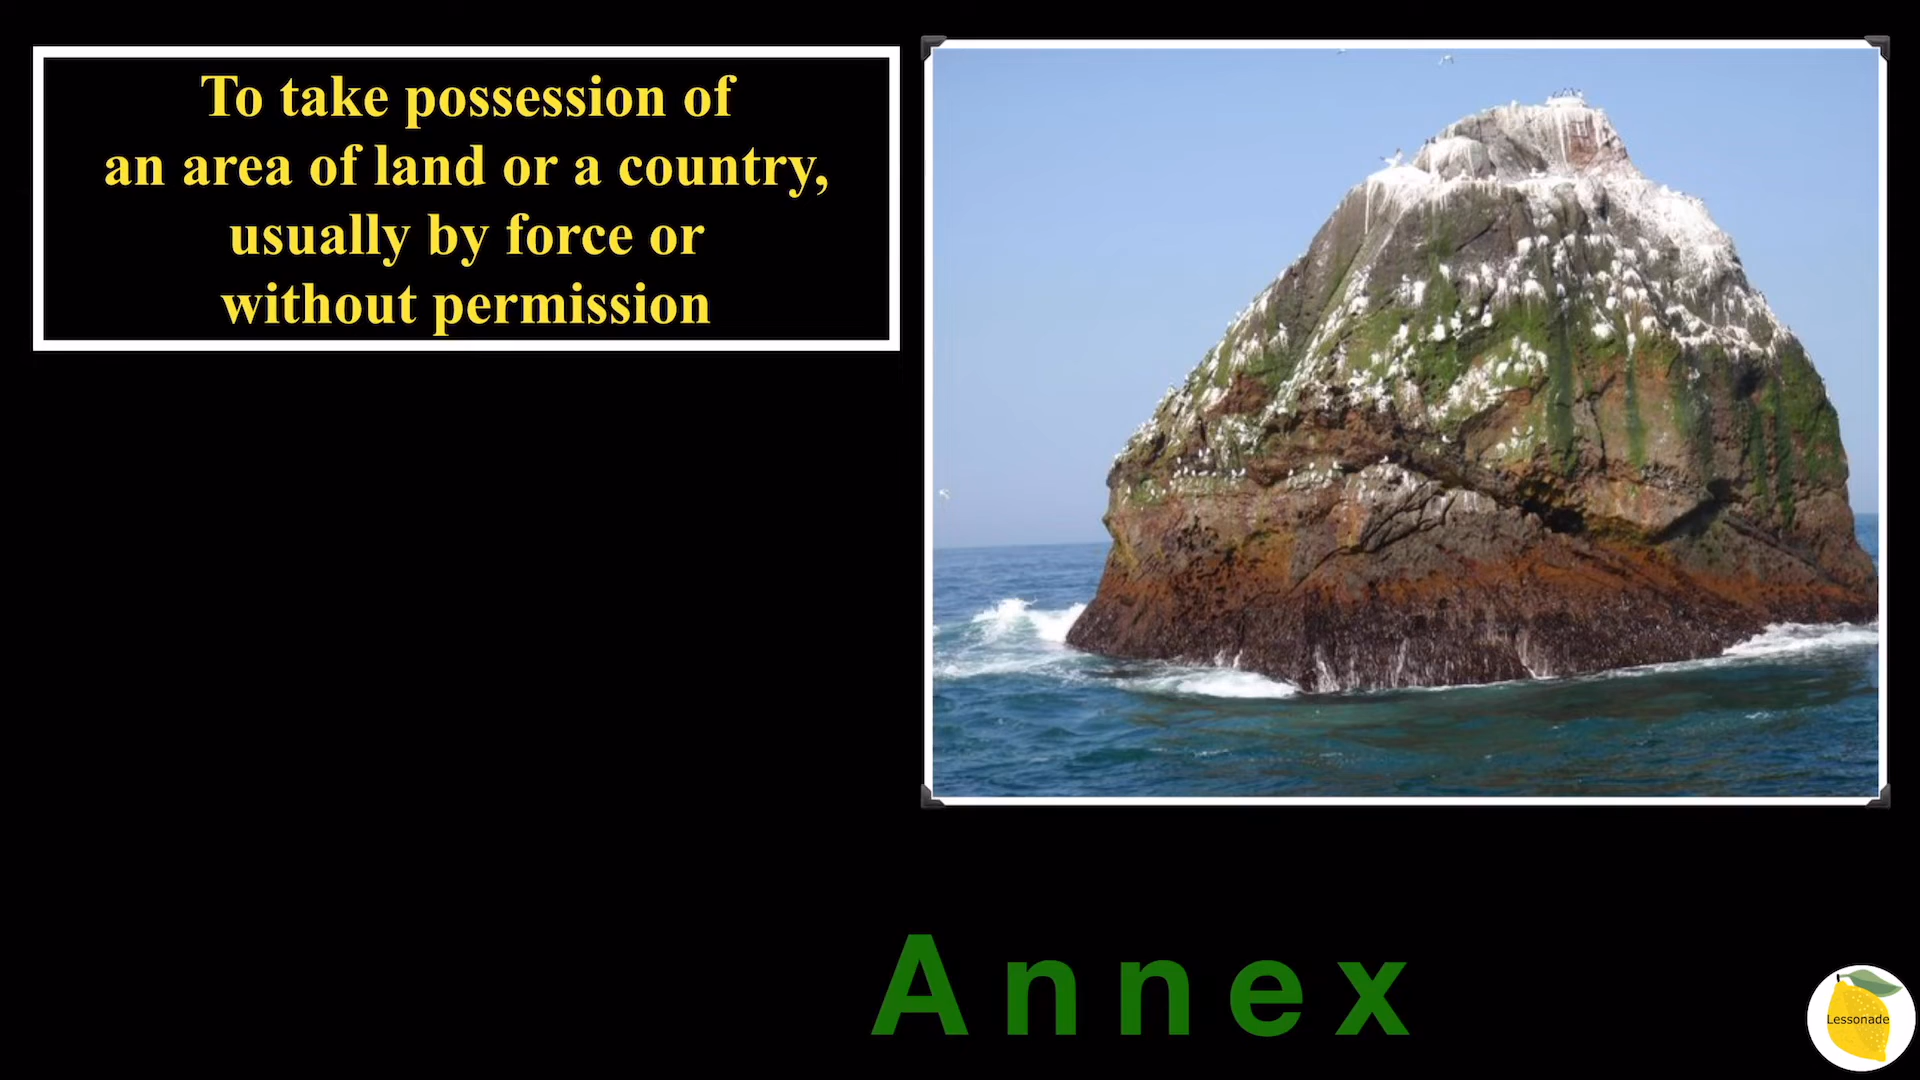 To take possession of
an area of land or a country,
usually by force or
without permission
Annex
Lessonade